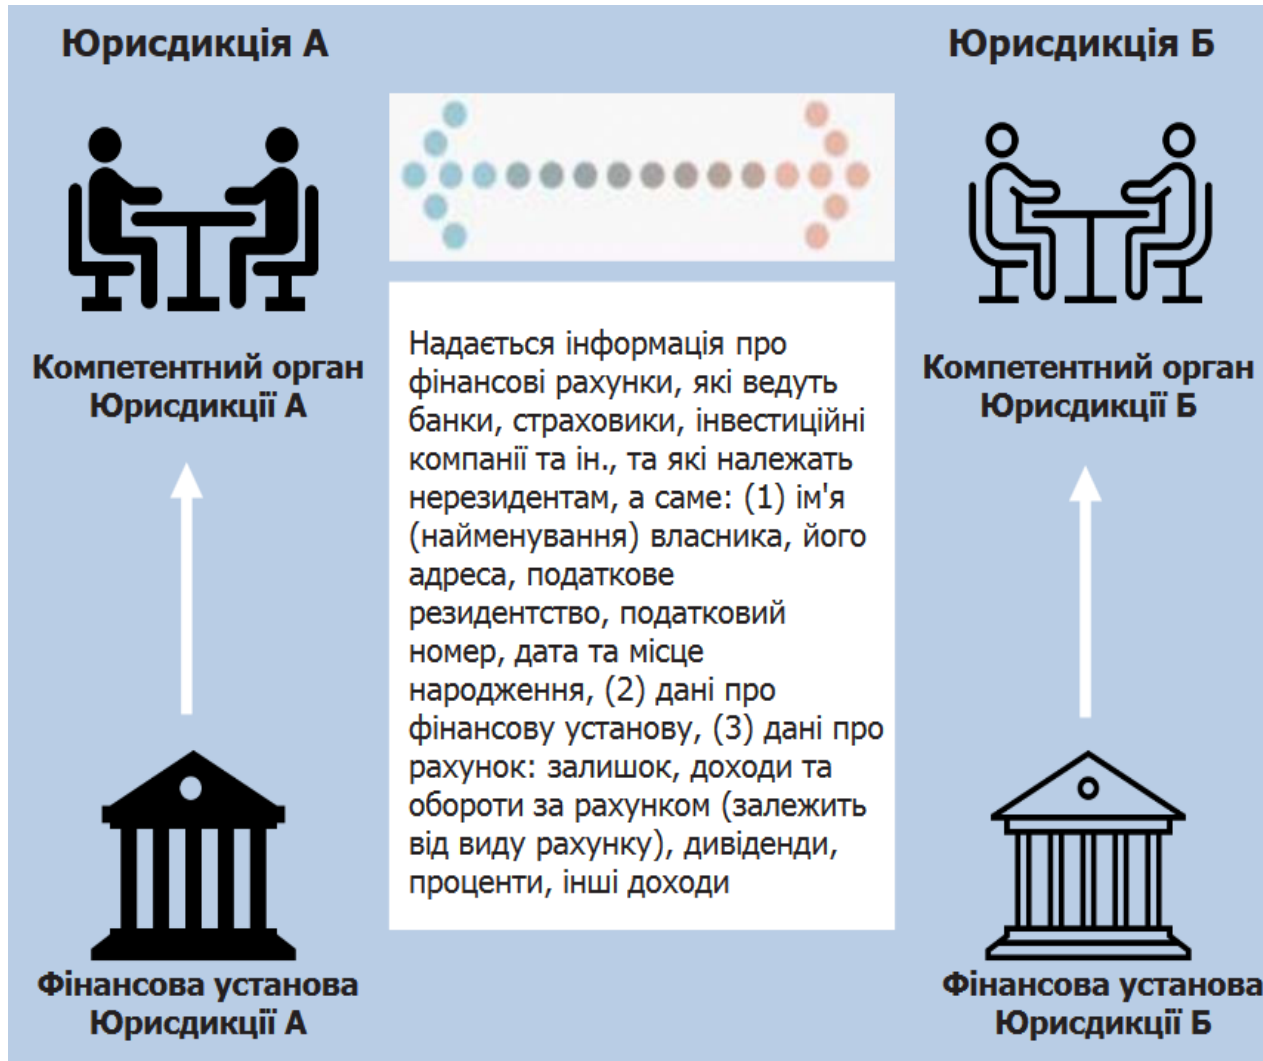 Юрисдикція А
Юрисдикція Б
Компетентний орган
Юрисдикції А
Компетентний орган
Юрисдикції Б
Надається інформація про
фінансові рахунки, які ведуть
банки, страховики, інвестиційні
компанії та ін., та які належать
нерезидентам, а саме: (1) ім'я
(найменування) власника, його
адреса, податкове
резидентство, податковий
номер, дата та місце
народження, (2) дані про
фінансову установу, (3) дані про
рахунок: залишок, доходи та
обороти за рахунком (залежить
від виду рахунку), дивіденди,
проценти, інші доходи
Фінансова установа
Юрисдикції А
Фінансова установа
Юрисдикції Б